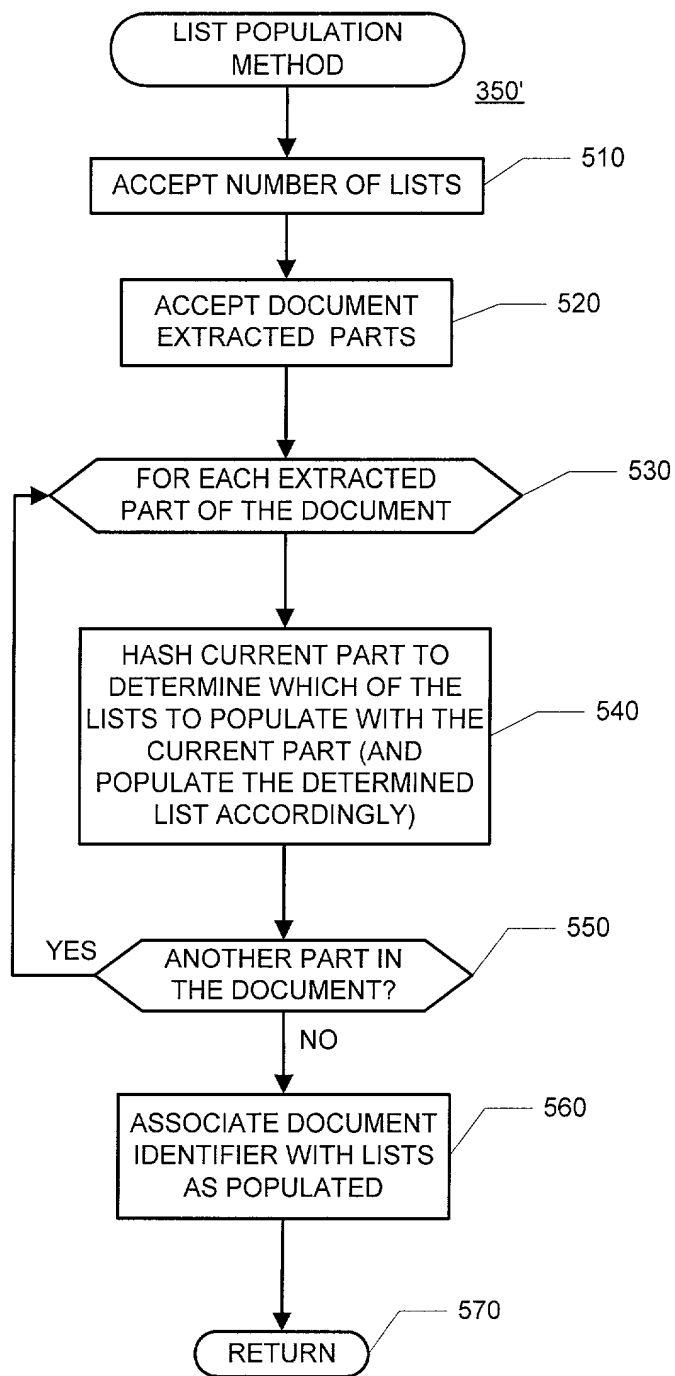 LIST POPULATION
METHOD
350'
510
ACCEPT NUMBER OF LISTS
520
ACCEPT DOCUMENT
EXTRACTED PARTS
530
FOR EACH EXTRACTED
PART OF THE DOCUMENT
HASH CURRENT PART TO
DETERMINE WHICH OF THE
LISTS TO POPULATE WITH THE
CURRENT PART (AND
POPULATE THE DETERMINED
LIST ACCORDINGLY)
540
550
YES
ANOTHER PART IN
THE DOCUMENT?
NO
560
ASSOCIATE DOCUMENT
IDENTIFIER WITH LISTS
AS POPULATED
570
RETURN